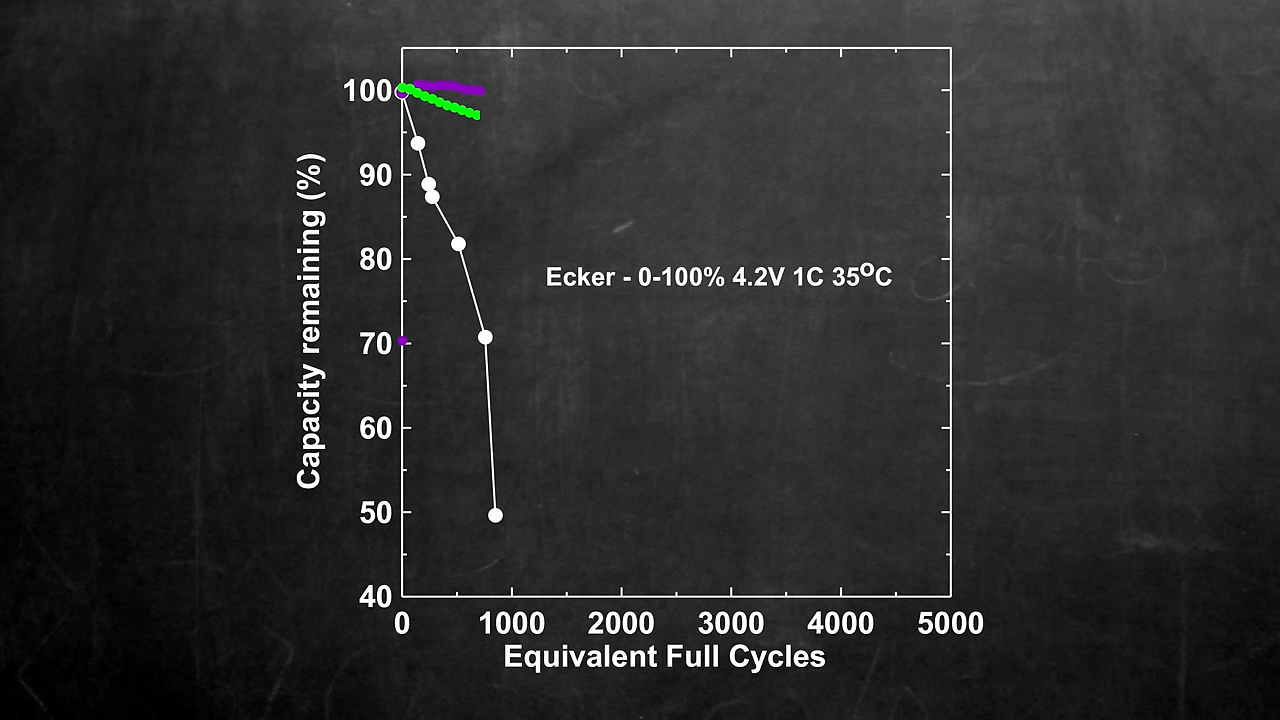 100
90
80
70
60
50
40
Capacity remaining (%)
Ecker - 0-100% 4.2V 1C 35ºC
0 1000 2000 3000 4000 5000
Equivalent Full Cycles